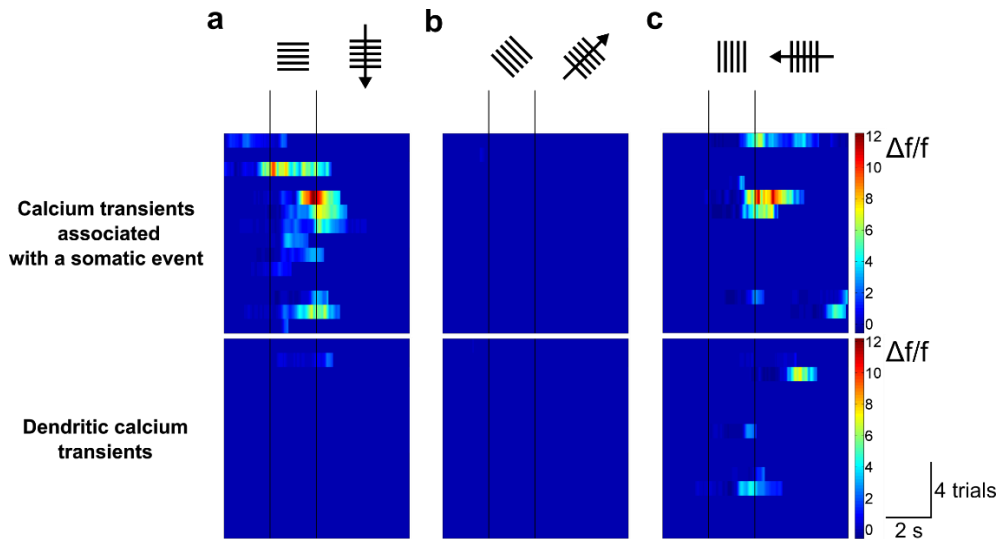 a
b
c
Calcium transients
associated
with a somatic event
12
10
8
6
4
2
0
Δf/f
Dendritic calcium
transients
12
10
8
6
4
2
0
Δf/f
4 trials
2 s